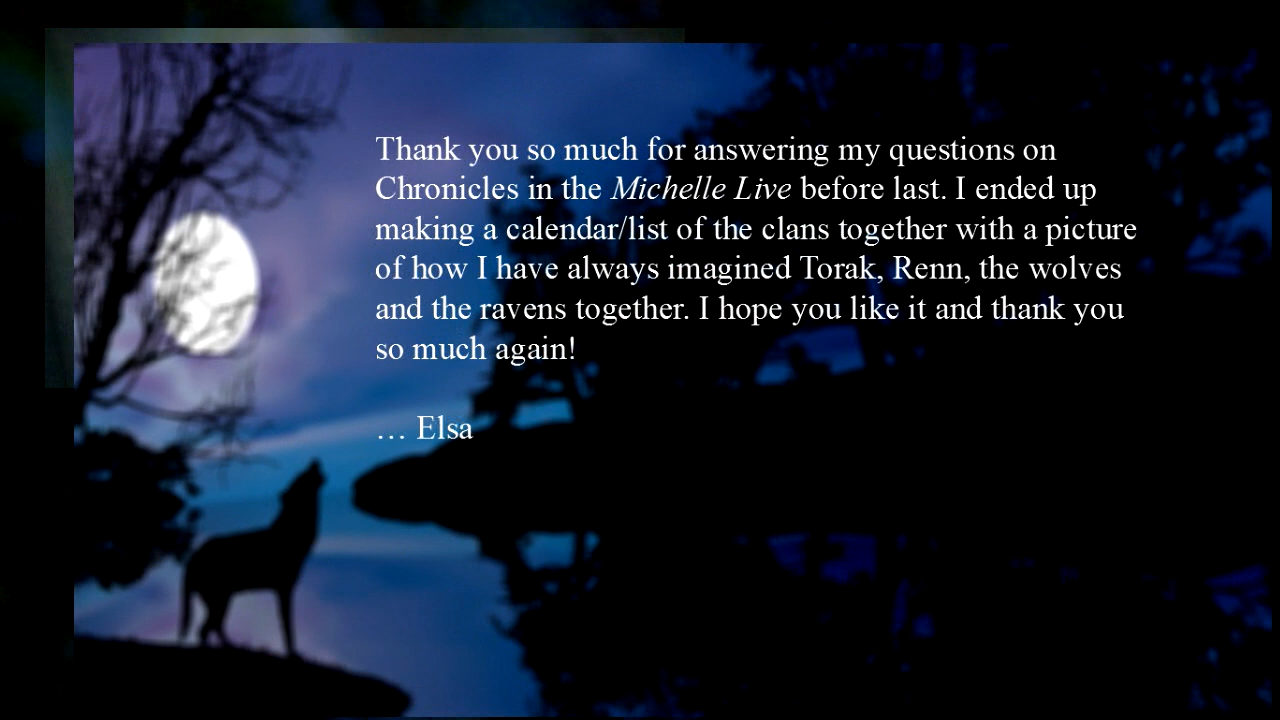 Thank you so much for answering my questions on
Chronicles in the Michelle Live before last. I ended up
making a calendar/list of the clans together with a picture
of how I have always imagined Torak, Renn, the wolves
and the ravens together. I hope you like it and thank you
so much again!
… Elsa